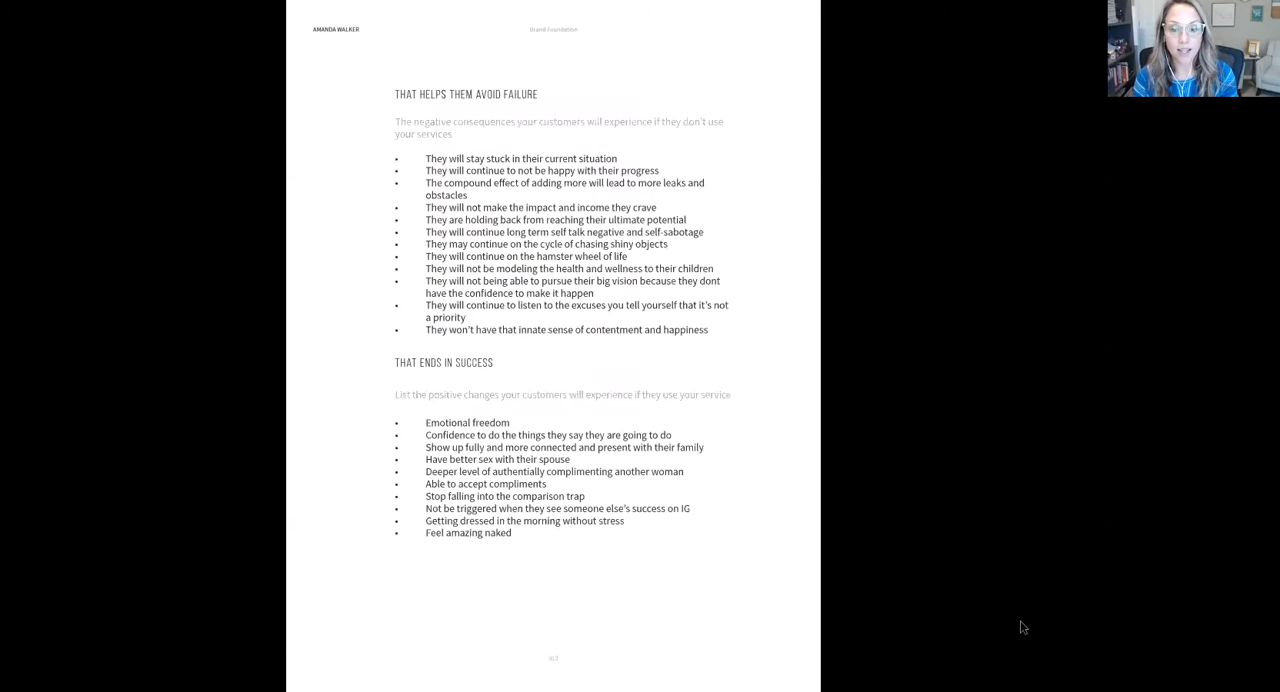 AMANDA WALKER
Brand Foundation
THAT HELPS THEM AVOID FAILURE
The negative consequences your customers will experience if they don't use
your services
• They will stay stuck in their current situation
• They will continue to not be happy with their progress
• The compound effect of adding more will lead to more leaks and
obstacles
• They will not make the impact and income they crave
• They are holding back from reaching their ultimate potential
• They will continue long term self talk negative and self-sabotage
• They may continue on the cycle of chasing shiny objects
• They will continue on the hamster wheel of life
• They will not be modeling the health and wellness to their children
• They will not being able to pursue their big vision because they dont
have the confidence to make it happen
• They will continue to listen to the excuses you tell yourself that it's not
a priority
• They won't have that innate sense of contentment and happiness
THAT ENDS IN SUCCESS
List the positive changes your customers will experience if they use your service
• Emotional freedom
• Confidence to do the things they say they are going to do
• Show up fully and more connected and present with their family
• Have better sex with their spouse
• Deeper level of authentially complimenting another woman
• Able to accept compliments
• Stop falling into the comparison trap
• Not be triggered when they see someone else's success on IG
• Getting dressed in the morning without stress
• Feel amazing naked